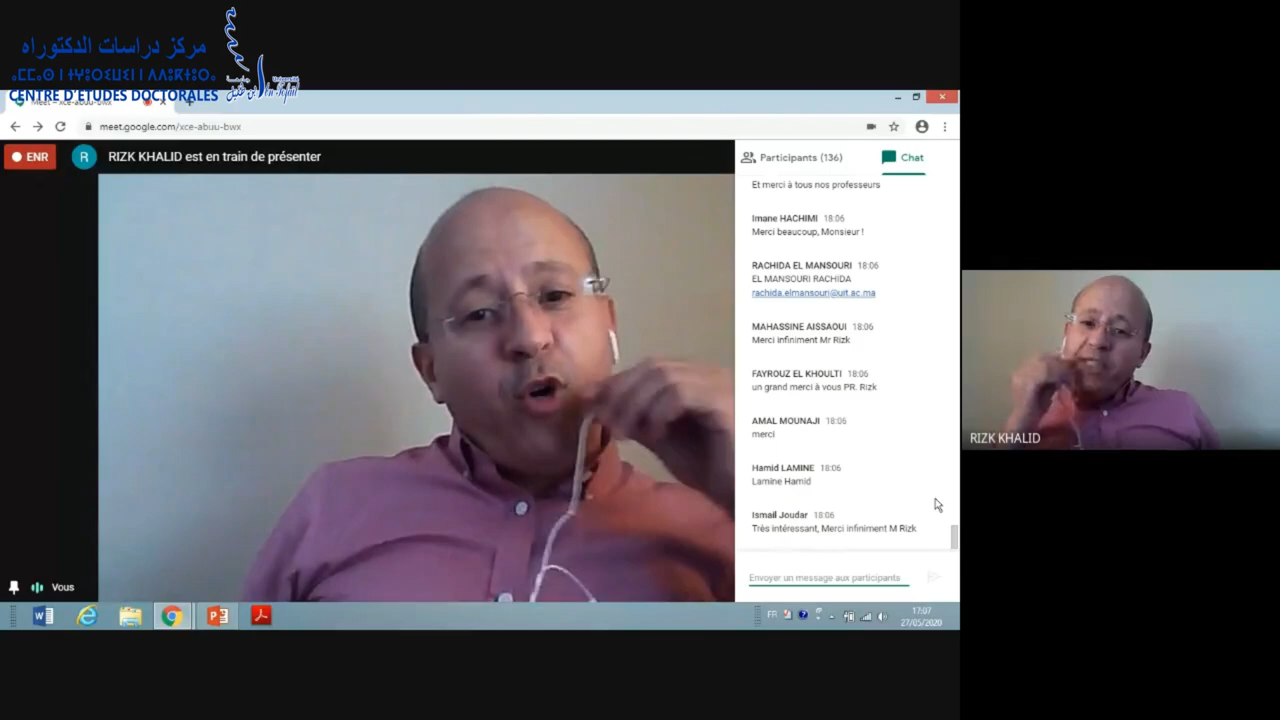 مركز دراسات الدكتوراه
CENTRE D'ETUDES DOCTORALES
Université
meet.google.com/xce-abuu-bwx
ENR
R
RIZK KHALID est en train de présenter
Participants (136)
Chat
Et merci à tous nos professeurs
Imane HACHIMI 18:06
Merci beaucoup, Monsieur !
RACHIDA EL MANSOURI 18:06
EL MANSOURI RACHIDA
rachida.elmansouri@uit.ac.ma
MAHASSINE AISSAOUI 18:06
Merci infiniment Mr Rizk
FAYROUZ EL KHOULTI 18:06
un grand merci à vous PR. Rizk
AMAL MOUNAJI 18:06
merci
Hamid LAMINE 18:06
Lamine Hamid
Ismail Joudar 18:06
Très intéressant, Merci infiniment M Rizk
Envoyer un message aux participants
Vous
RIZK KHALID
FR
17:07
27/05/2020